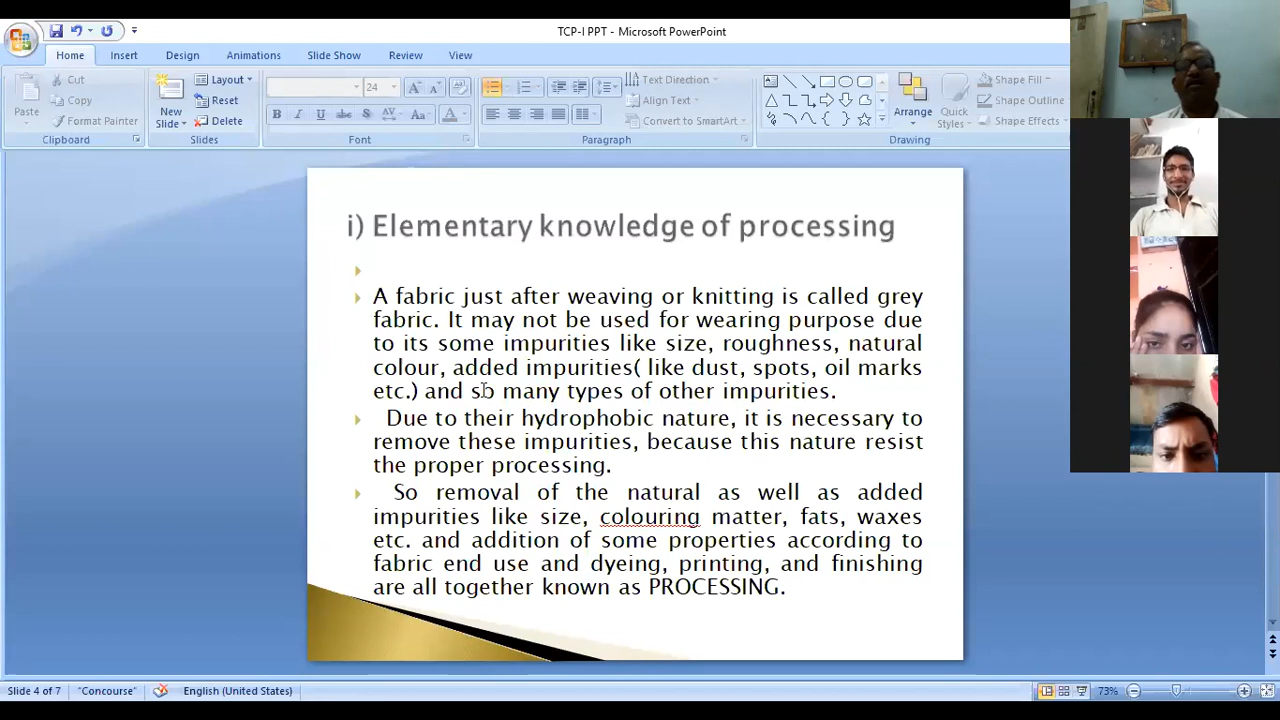 TCP-I PPT - Microsoft PowerPoint
Home Insert Design Animations Slide Show Review View
Paste
Cut
Copy
Format Painter
Clipboard
New Slide
Layout
Reset
Delete
Slides
24
B I U abc S AV Aa A
Font
Text Direction
Align Text
Convert to SmartArt
Paragraph
Arrange
Quick Styles
Shape Fill
Shape Outline
Shape Effects
Drawing
i) Elementary knowledge of processing
A fabric just after weaving or knitting is called grey
fabric. It may not be used for wearing purpose due
to its some impurities like size, roughness, natural
colour, added impurities( like dust, spots, oil marks
etc.) and so many types of other impurities.
Due to their hydrophobic nature, it is necessary to
remove these impurities, because this nature resist
the proper processing.
So removal of the natural as well as added
impurities like size, colouring matter, fats, waxes
etc. and addition of some properties according to
fabric end use and dyeing, printing, and finishing
are all together known as PROCESSING.
Slide 4 of 7 "Concourse" English (United States) 73%